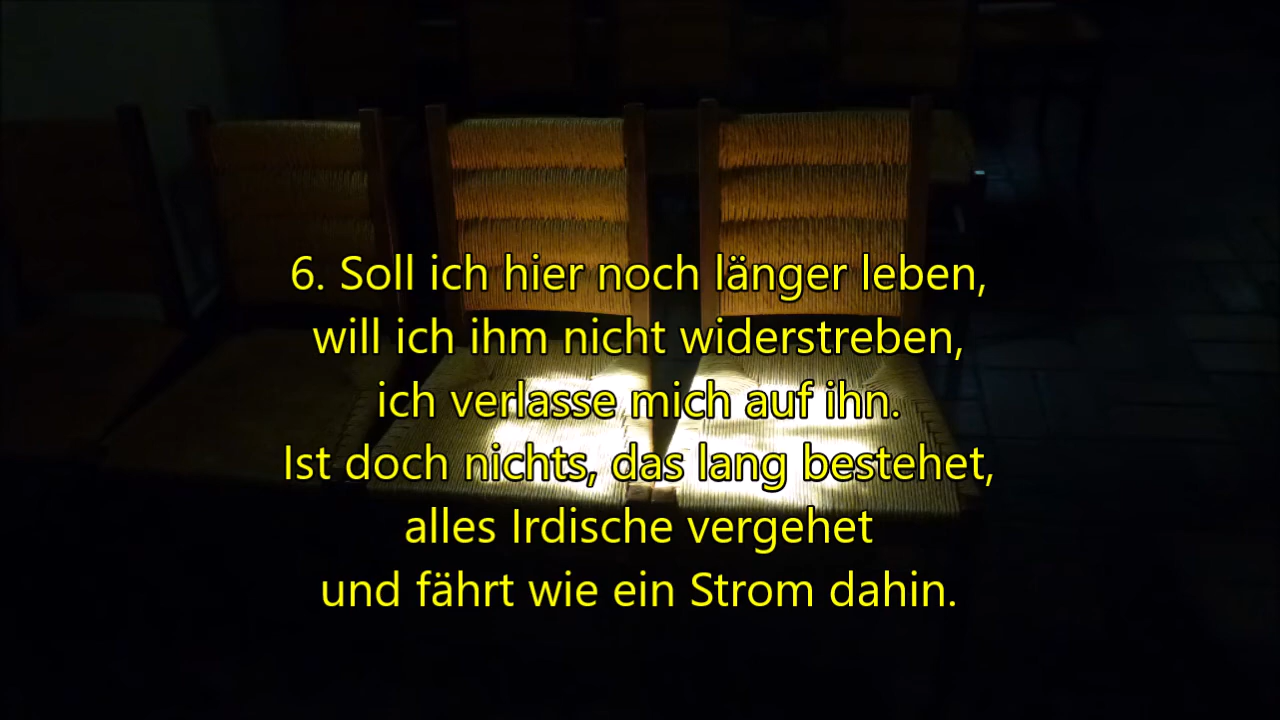 6. Soll ich hier noch länger leben,
will ich ihm nicht widerstreben,
ich verlasse mich auf ihn.
Ist doch nichts, das lang bestehet,
alles Irdische vergehet
und fährt wie ein Strom dahin.